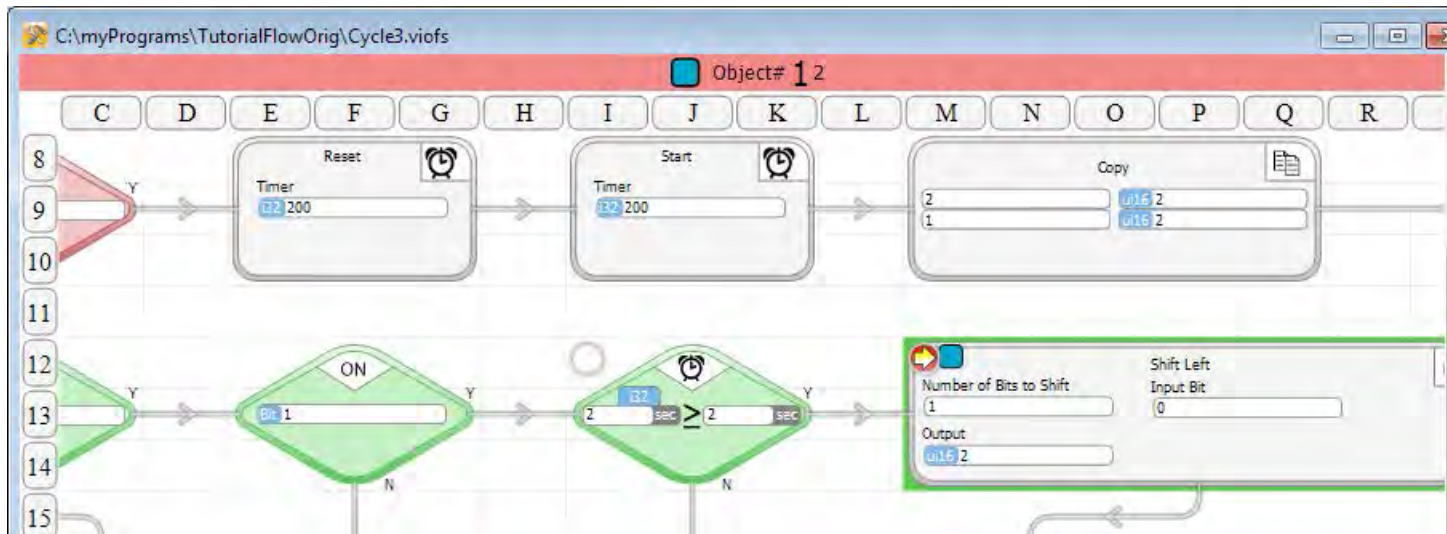 C:\myPrograms\TutorialFlowOrig\Cycle3.viofs
Object# 1 2
C D E F G H I J K L M N O P Q R
8
Reset
Start
Copy
Y
Timer
Timer
9
i32 200
i32 200
2
ui16 2
1
ui16 2
10
11
12
ON
Shift Left
Number of Bits to Shift
Input Bit
Y
Y
i32
Y
13
Bit 1
2 sec ≥ 2 sec
1
0
Output
14
ui16 2
N
N
15